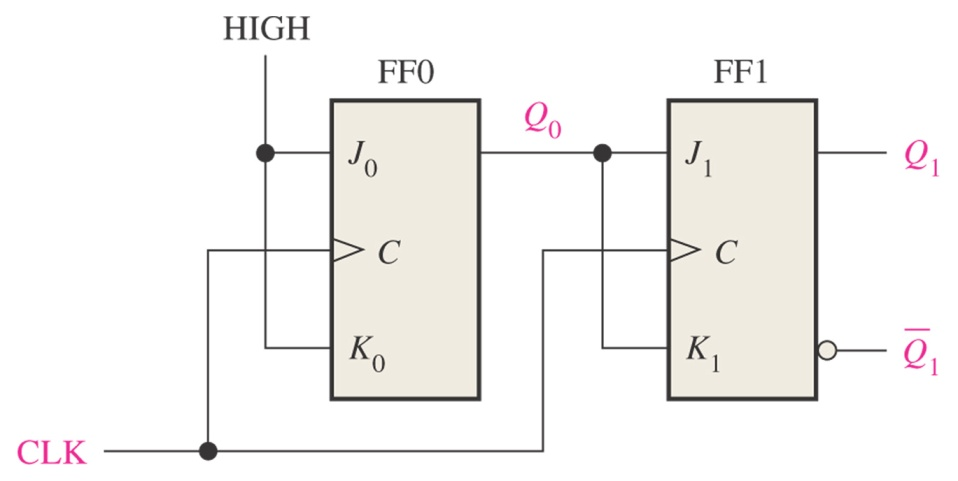 HIGH
FF0 FF1
Q₀
J₀ J₁ Q₁
C C
K₀ K₁ Q̅₁
CLK